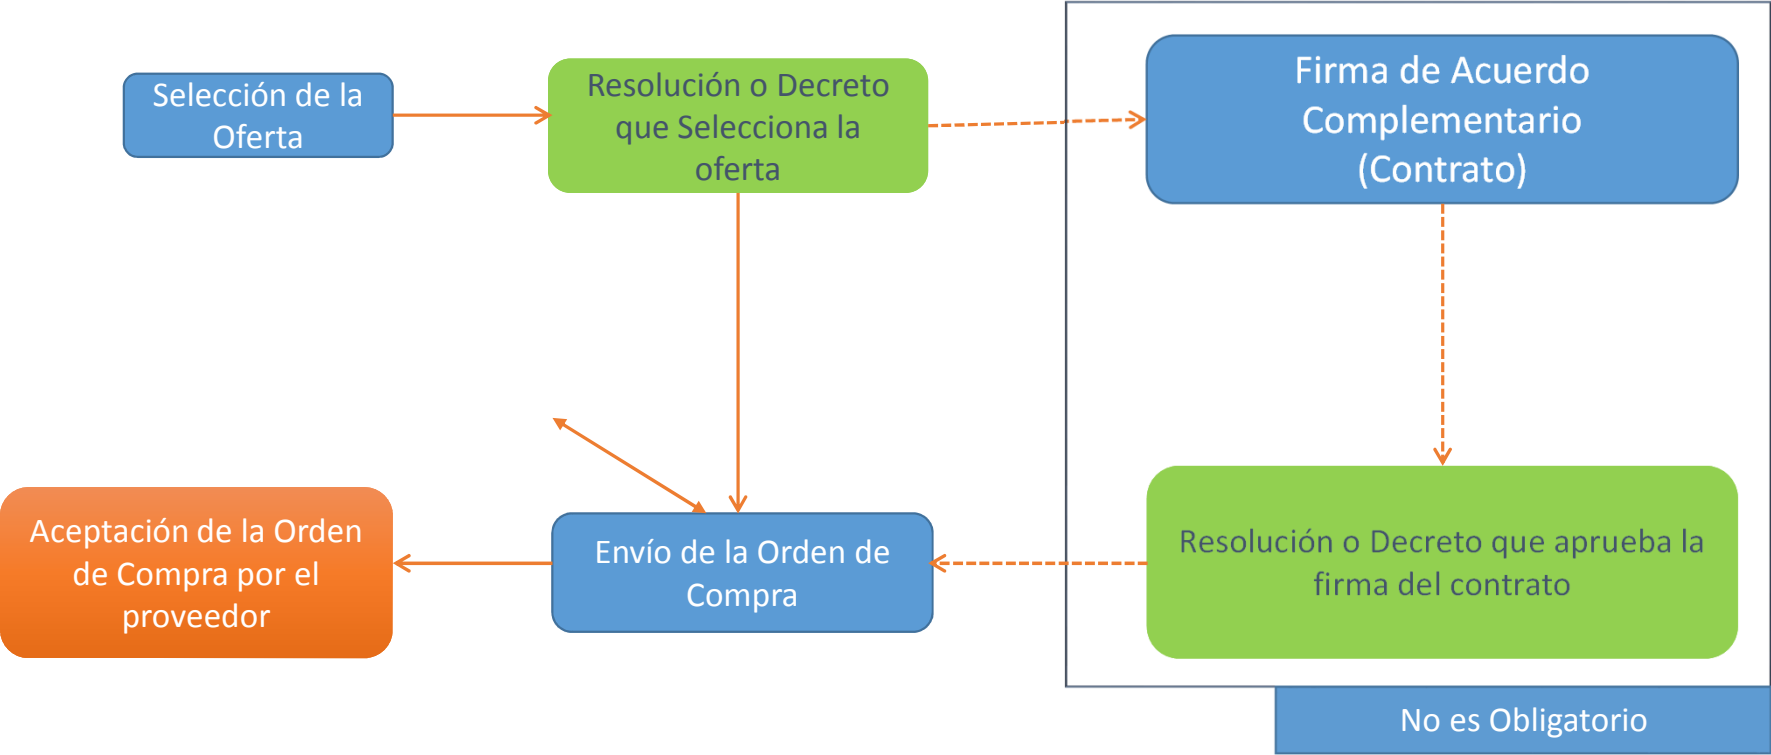 Selección de la
Oferta
Resolución o Decreto
que Selecciona la
oferta
Firma de Acuerdo
Complementario
(Contrato)
Aceptación de la Orden
de Compra por el
proveedor
Envío de la Orden de
Compra
Resolución o Decreto que aprueba la
firma del contrato
No es Obligatorio